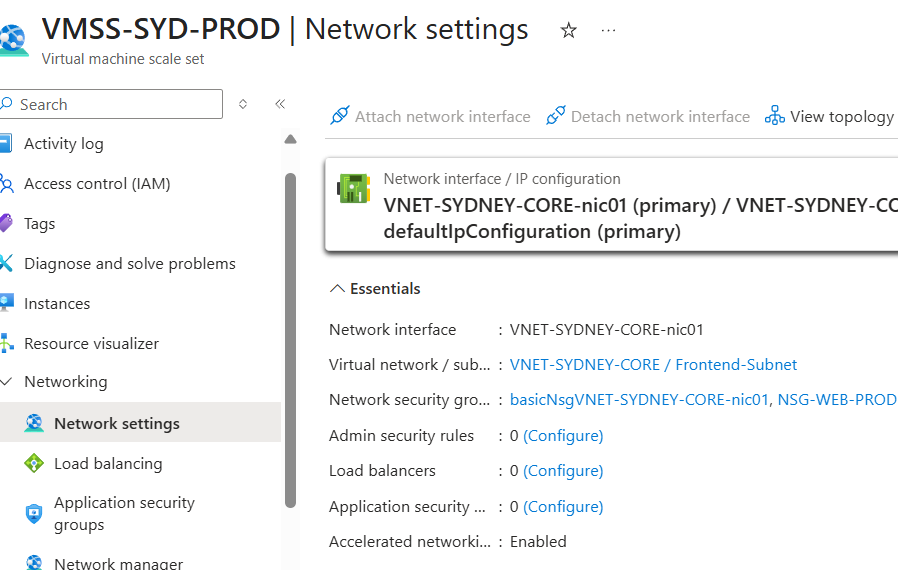 VMSS-SYD-PROD | Network settings
Virtual machine scale set
Search
Activity log
Access control (IAM)
Tags
Diagnose and solve problems
Instances
Resource visualizer
Networking
Network settings
Load balancing
Application security
groups
Network manager
Attach network interface
Detach network interface
View topology
Network interface / IP configuration
VNET-SYDNEY-CORE-nic01 (primary) / VNET-SYDNEY-CO
defaultIpConfiguration (primary)
Essentials
Network interface : VNET-SYDNEY-CORE-nic01
Virtual network / sub... : VNET-SYDNEY-CORE / Frontend-Subnet
Network security gro... : basicNsgVNET-SYDNEY-CORE-nic01, NSG-WEB-PROD
Admin security rules : 0 (Configure)
Load balancers : 0 (Configure)
Application security ... : 0 (Configure)
Accelerated networki... : Enabled